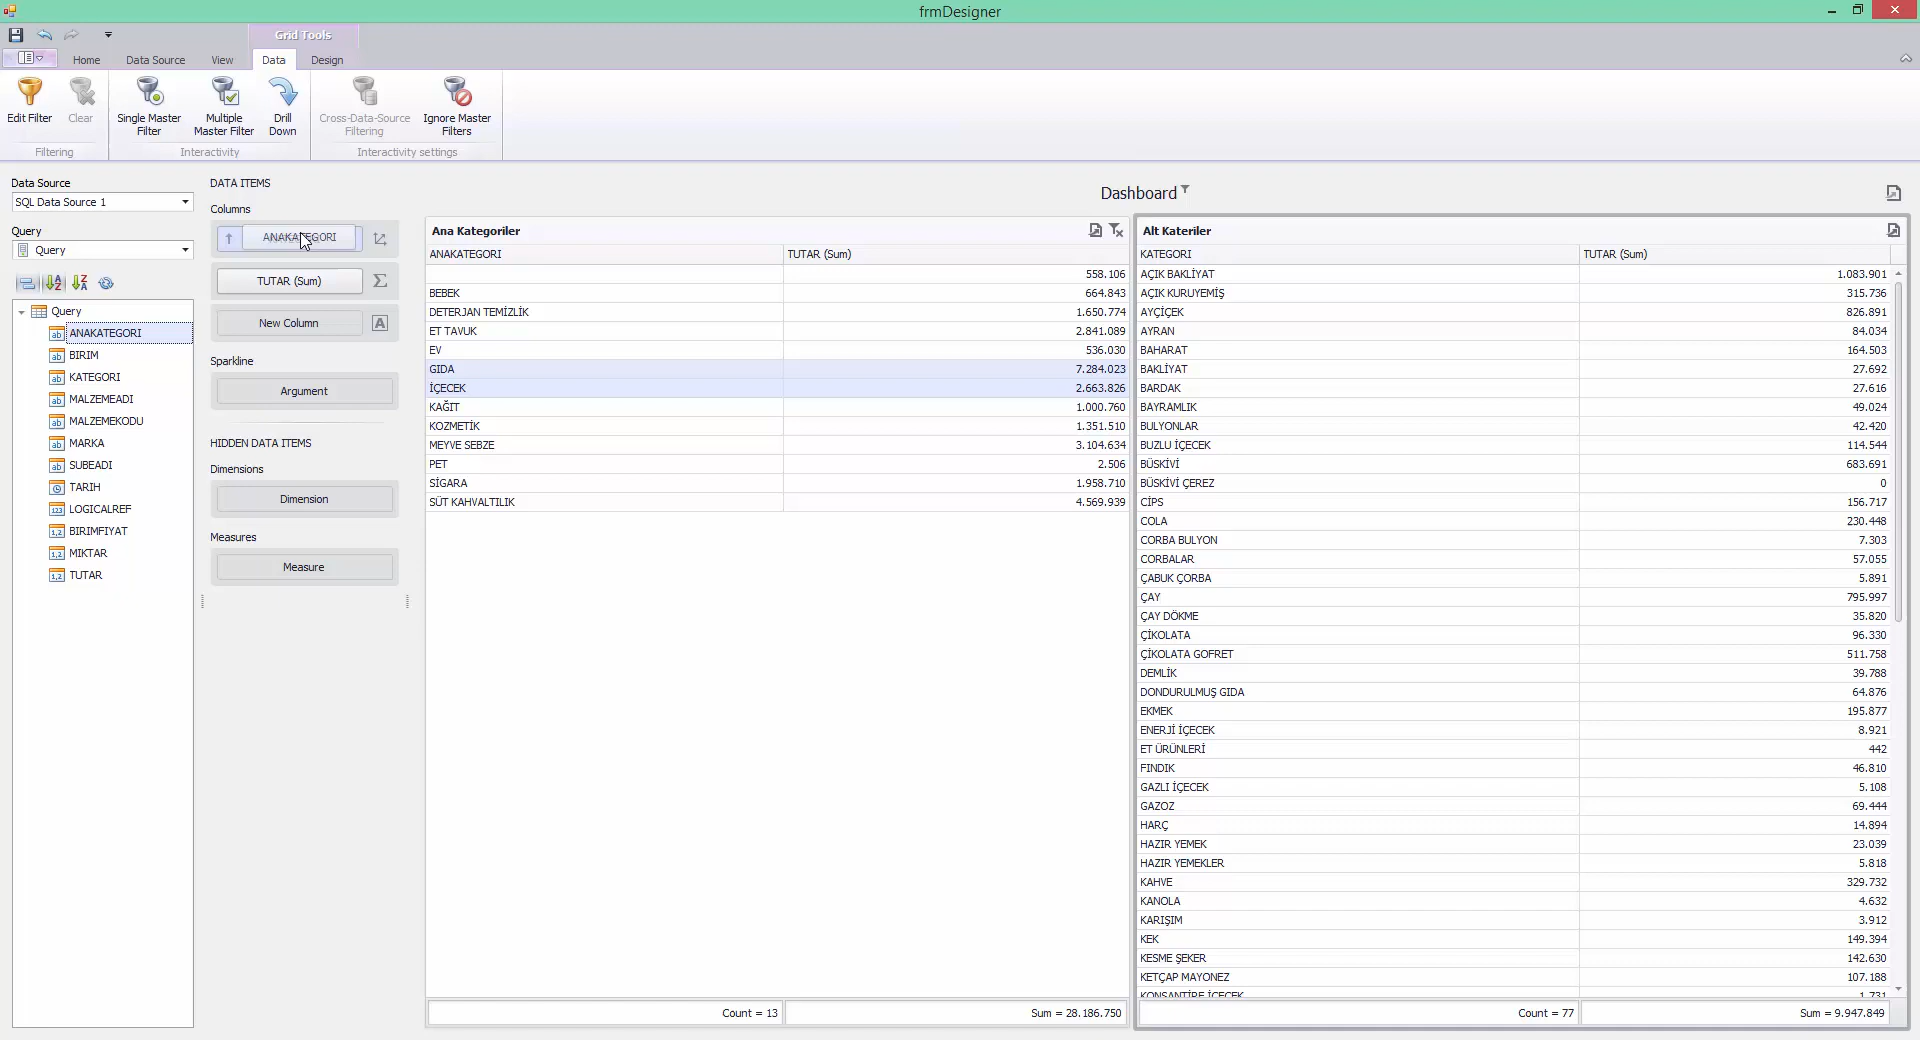 frmDesigner
Grid Tools
Home Data Source View Data Design
Edit Filter
Clear
Single Master Filter
Multiple Master Filter
Drill Down
Cross-Data-Source Filtering
Ignore Master Filters
Filtering
Interactivity
Interactivity settings
Data Source
SQL Data Source 1
Query
Query
Query
ANAKATEGORI
BIRIM
KATEGORI
MALZEMEADI
MALZEMEKODU
MARKA
SUBEADI
TARIH
LOGICALREF
BIRIMFIYAT
MIKTAR
TUTAR
DATA ITEMS
Columns
ANAKATEGORI
TUTAR (Sum)
New Column
Sparkline
Argument
HIDDEN DATA ITEMS
Dimensions
Dimension
Measures
Measure
Dashboard
Ana Kategoriler
ANAKATEGORI TUTAR (Sum)
558.106
BEBEK 664.843
DETERJAN TEMİZLİK 1.650.774
ET TAVUK 2.841.089
EV 536.030
GIDA 7.284.023
İÇECEK 2.663.826
KAĞIT 1.000.760
KOZMETİK 1.351.510
MEYVE SEBZE 3.104.634
PET 2.506
SİGARA 1.958.710
SÜT KAHVALTILIK 4.569.939
Count = 13 Sum = 28.186.750
Alt Kateriler
KATEGORI TUTAR (Sum)
AÇIK BAKLİYAT 1.083.901
AÇIK KURUYEMİŞ 315.736
AYÇİÇEK 826.891
AYRAN 84.034
BAHARAT 164.503
BAKLİYAT 27.692
BARDAK 27.616
BAYRAMLIK 49.024
BULYONLAR 42.420
BUZLU İÇECEK 114.544
BÜSKİVİ 683.691
BÜSKİVİ ÇEREZ 0
CİPS 156.717
COLA 230.448
CORBA BULYON 7.303
CORBALAR 57.055
ÇABUK ÇORBA 5.891
ÇAY 795.997
ÇAY DÖKME 35.820
ÇİKOLATA 96.330
ÇİKOLATA GOFRET 511.758
DEMLİK 39.788
DONDURULMUŞ GIDA 64.876
EKMEK 195.877
ENERJİ İÇECEK 8.921
ET ÜRÜNLERİ 442
FINDIK 46.810
GAZLI İÇECEK 5.108
GAZOZ 69.444
HARÇ 14.894
HAZIR YEMEK 23.039
HAZIR YEMEKLER 5.818
KAHVE 329.732
KANOLA 4.632
KARIŞIM 3.912
KEK 149.394
KESME ŞEKER 142.630
KETÇAP MAYONEZ 107.188
KONSANTİRE İÇECEK 1.731
Count = 77 Sum = 9.947.849